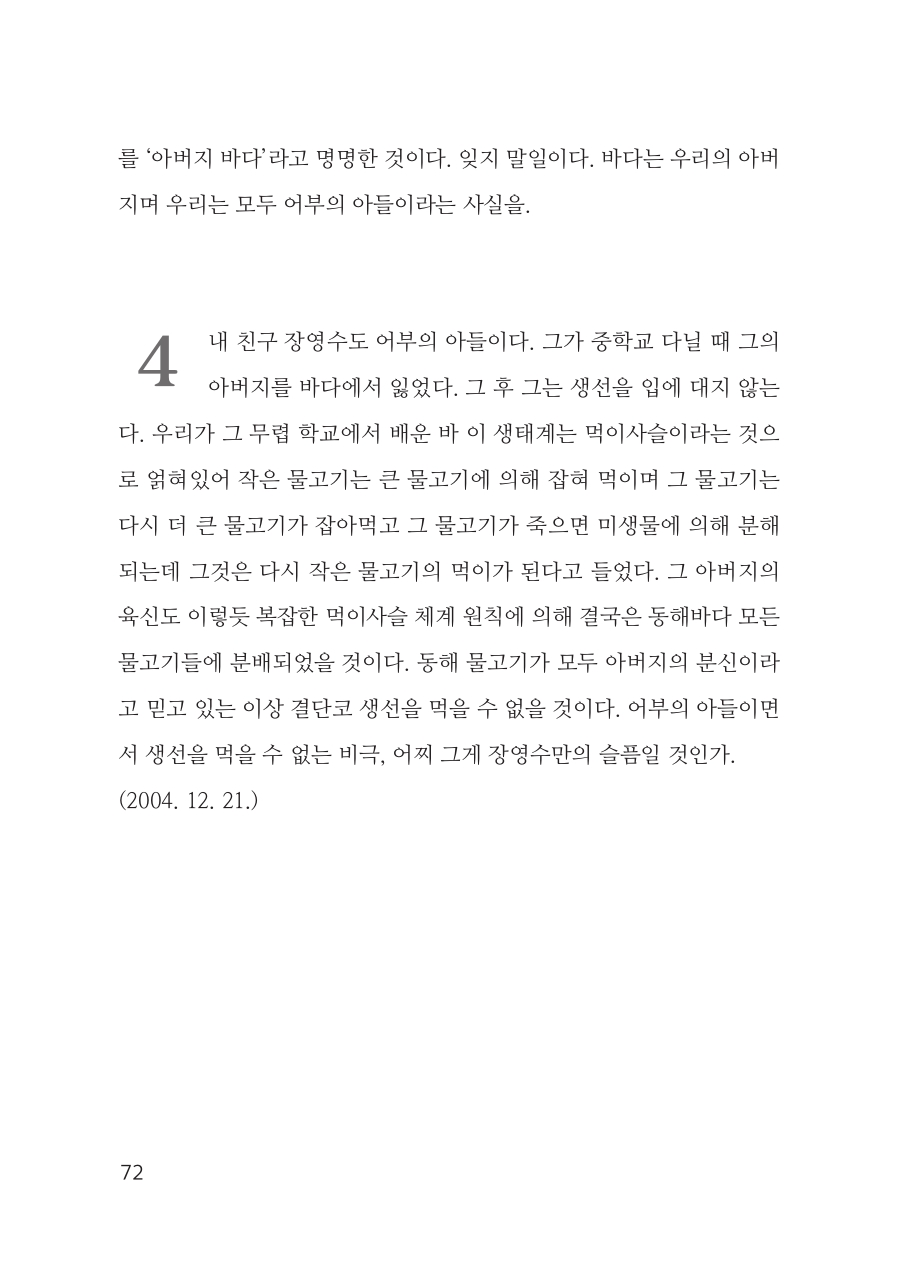 를 ‘아버지 바다’라고 명명한 것이다. 잊지 말일이다. 바다는 우리의 아버
지며 우리는 모두 어부의 아들이라는 사실을.
4
내 친구 장영수도 어부의 아들이다. 그가 중학교 다닐 때 그의
아버지를 바다에서 잃었다. 그 후 그는 생선을 입에 대지 않는
다. 우리가 그 무렵 학교에서 배운 바 이 생태계는 먹이사슬이라는 것으
로 얽혀있어 작은 물고기는 큰 물고기에 의해 잡혀 먹이며 그 물고기는
다시 더 큰 물고기가 잡아먹고 그 물고기가 죽으면 미생물에 의해 분해
되는데 그것은 다시 작은 물고기의 먹이가 된다고 들었다. 그 아버지의
육신도 이렇듯 복잡한 먹이사슬 체계 원칙에 의해 결국은 동해바다 모든
물고기들에 분배되었을 것이다. 동해 물고기가 모두 아버지의 분신이라
고 믿고 있는 이상 결단코 생선을 먹을 수 없을 것이다. 어부의 아들이면
서 생선을 먹을 수 없는 비극, 어찌 그게 장영수만의 슬픔일 것인가.
(2004. 12. 21.)
72